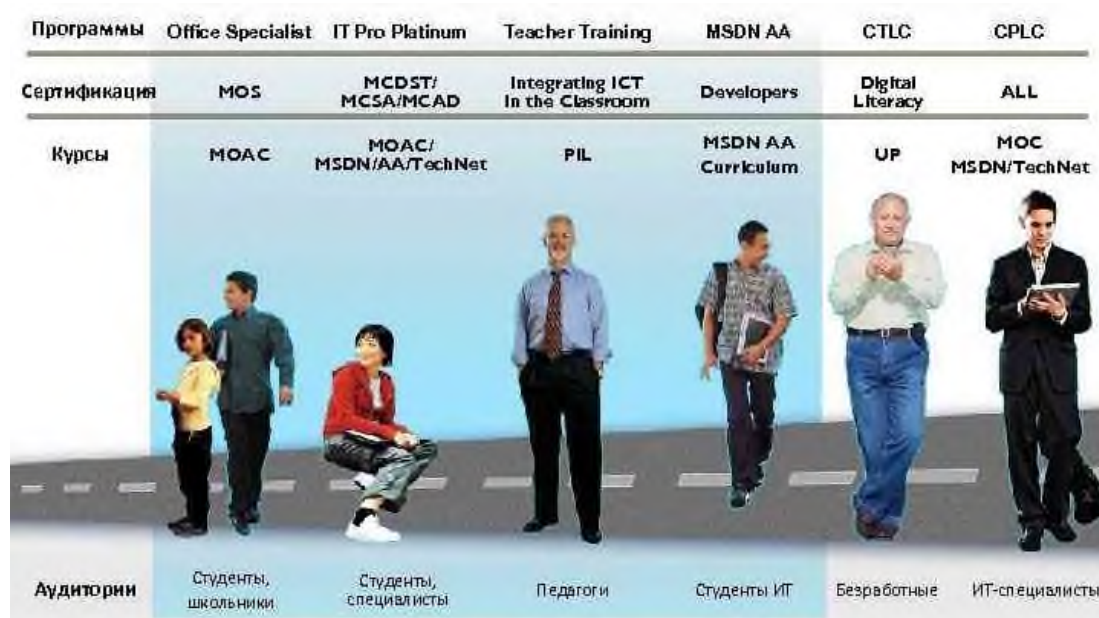 Программы Office Specialist IT Pro Platinum Teacher Training MSDN AA CTLC CPLC
Сертификация MOS MCDST/ MCSA/MCAD Integrating ICT In the Classroom Developers Digital Literacy ALL
Курсы MOAC MOAC/ MSDN/AA/TechNet PIL MSDN AA Curriculum UP MOC MSDN/TechNet
Аудитории Студенты, школьники Студенты, специалисты Педагоги Студенты ИТ Безработные ИТ-специалисты